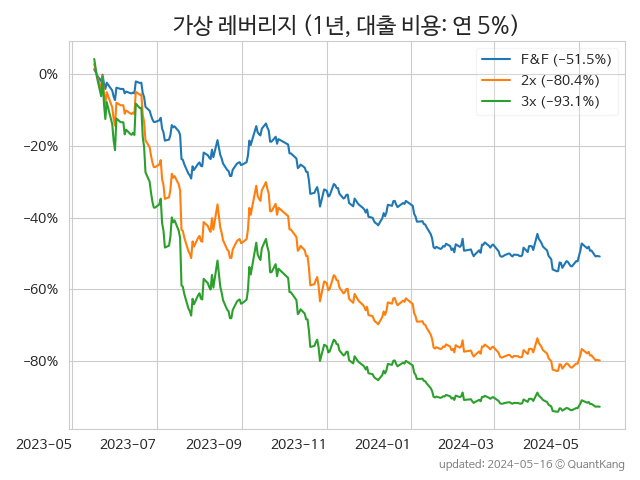 가상 레버리지 (1년, 대출 비용: 연 5%)
F&F (−51.5%)
2x (−80.4%)
3x (−93.1%)
0%
−20%
−40%
−60%
−80%
2023−05 2023−07 2023−09 2023−11 2024−01 2024−03 2024−05
updated: 2024−05−16 © QuantKang